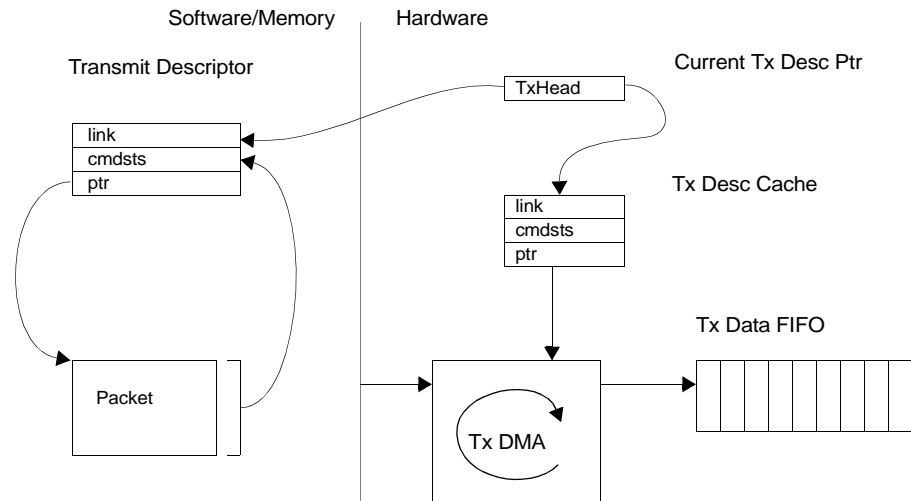 Software/Memory
Hardware
Transmit Descriptor
Current Tx Desc Ptr
TxHead
link
cmdsts
ptr
Tx Desc Cache
link
cmdsts
ptr
Tx Data FIFO
Packet
Tx DMA